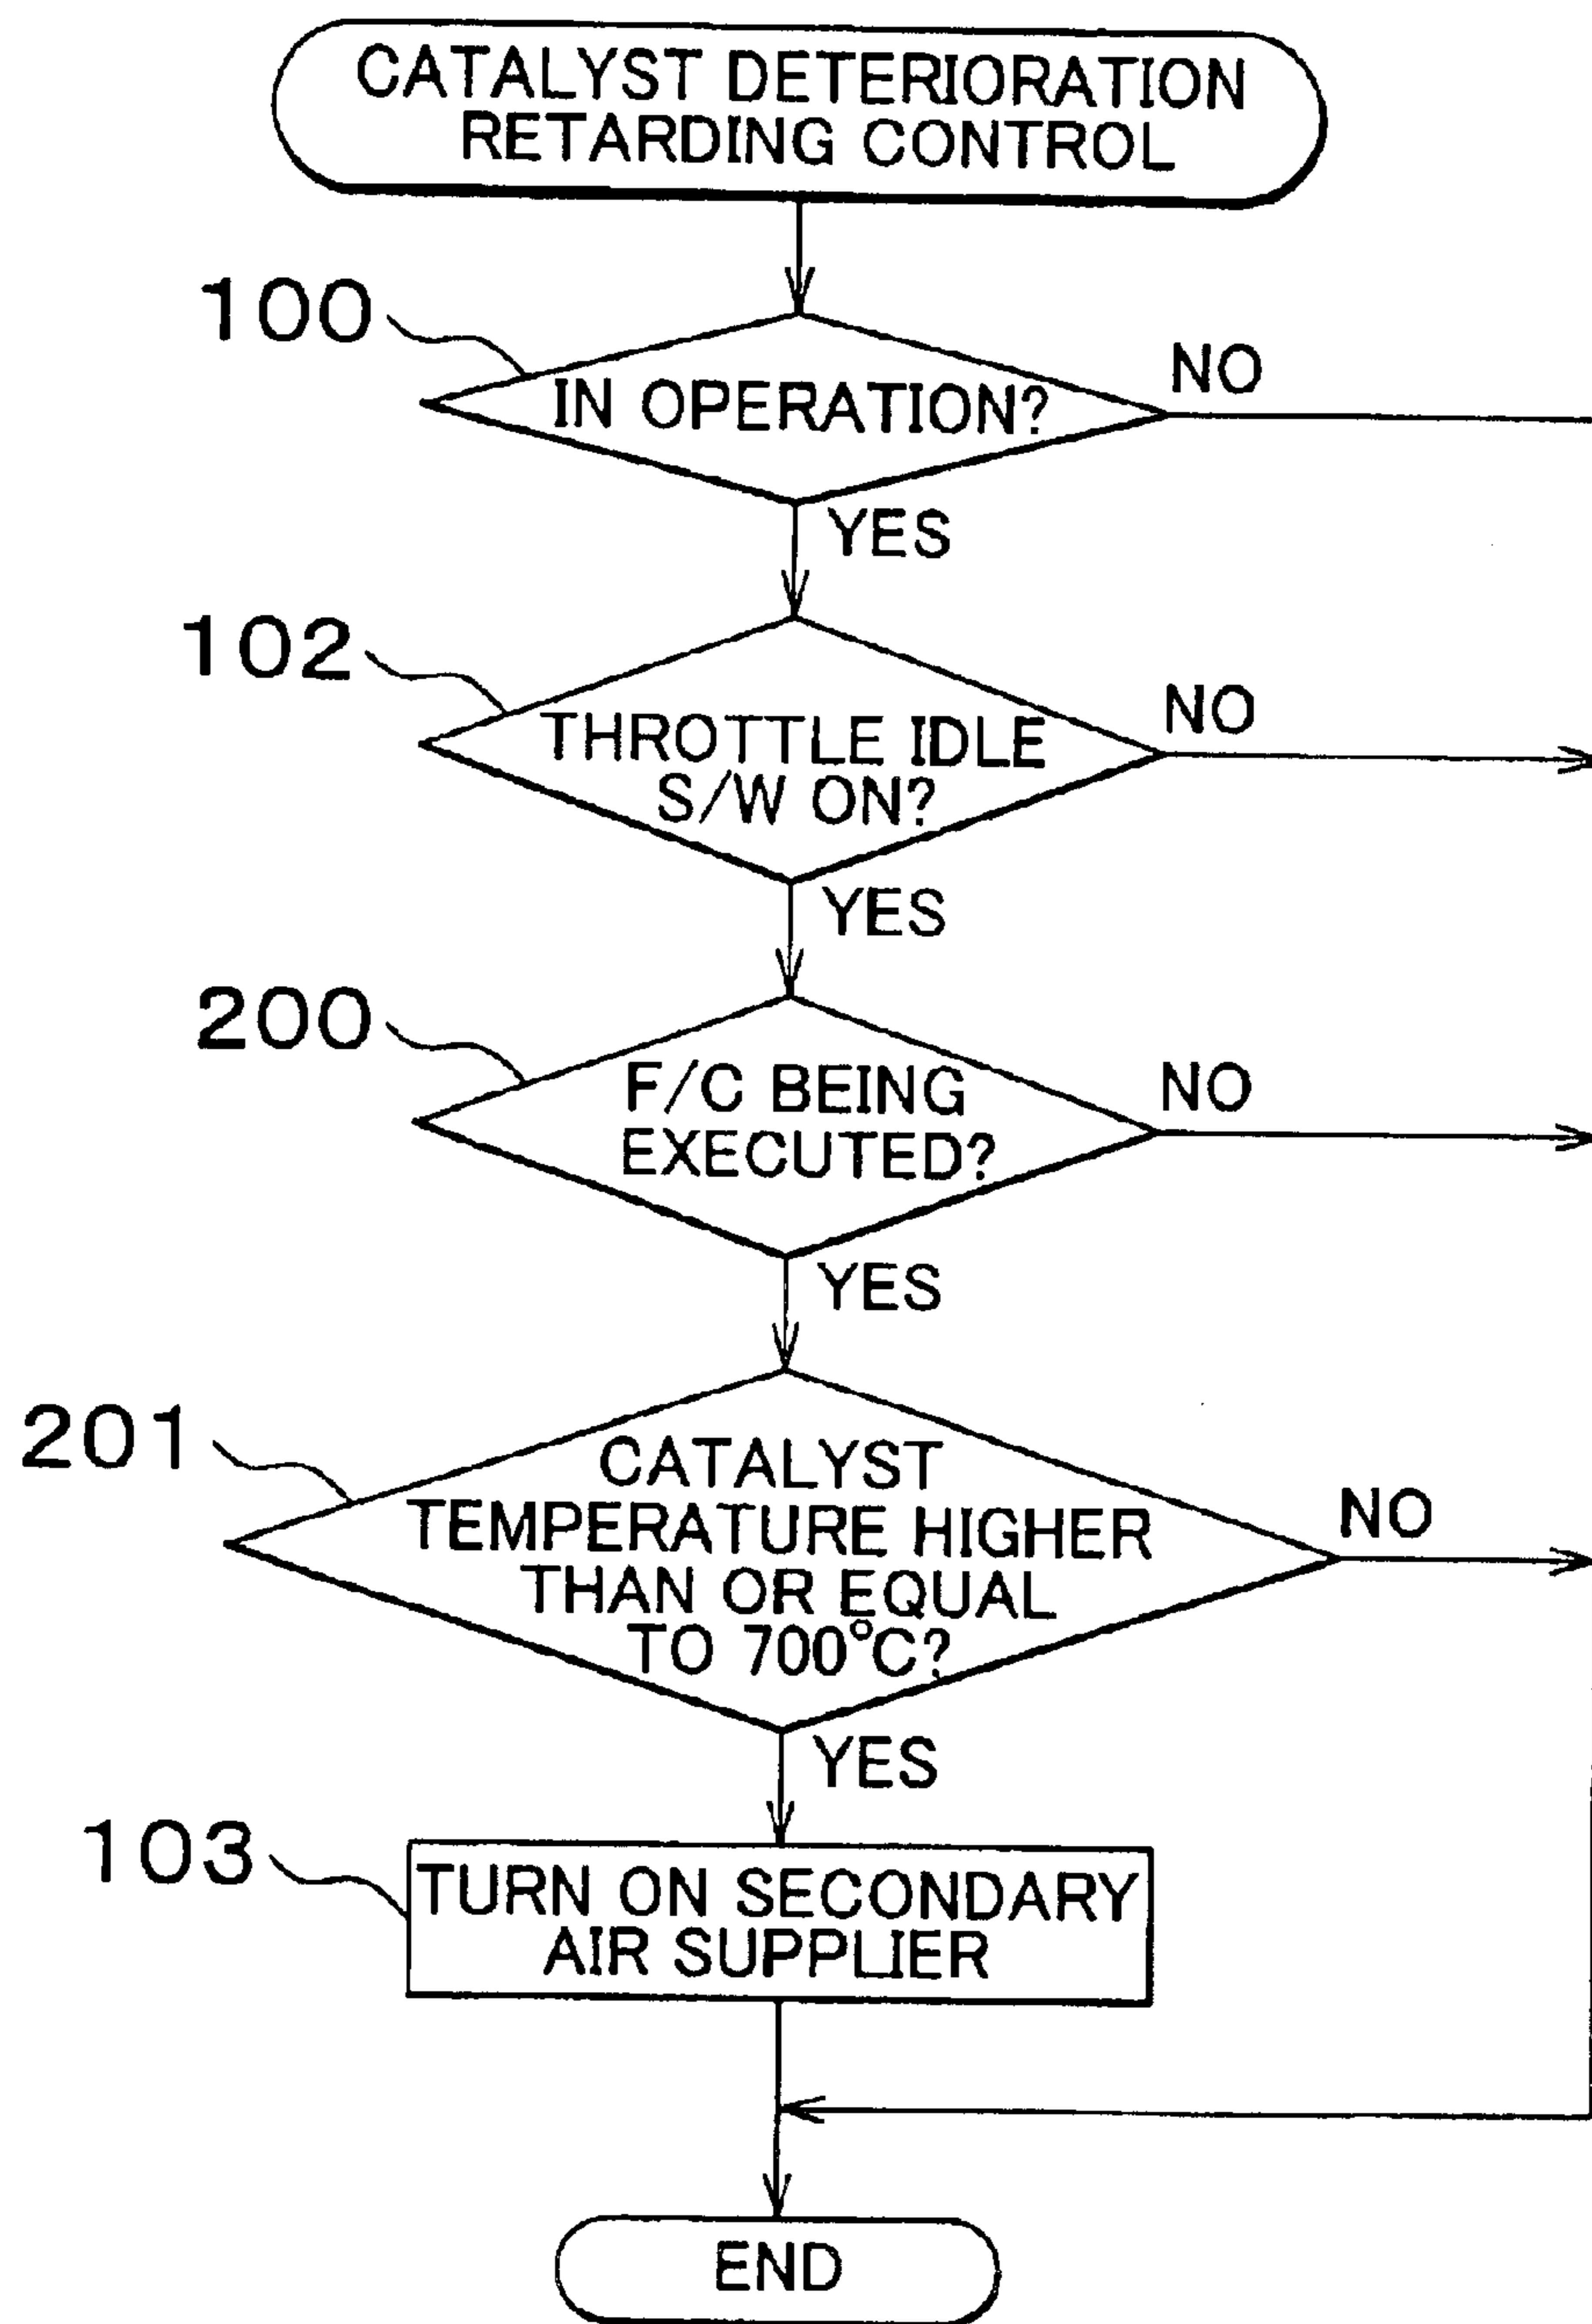 CATALYST DETERIORATION
RETARDING CONTROL
100
IN OPERATION?
NO
YES
102
THROTTLE IDLE
S/W ON?
NO
YES
200
F/C BEING
EXECUTED?
NO
YES
201
CATALYST
TEMPERATURE HIGHER
THAN OR EQUAL
TO 700°C?
NO
YES
103
TURN ON SECONDARY
AIR SUPPLIER
END